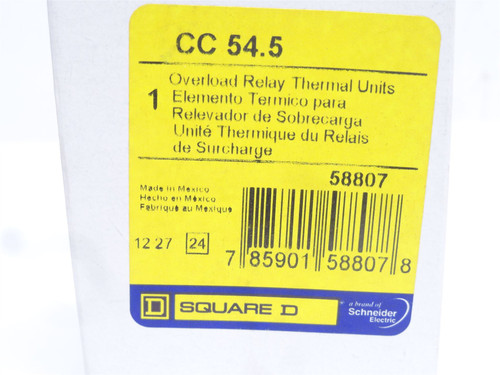 CC 54.5
1 Overload Relay Thermal Units
Elemento Termico para
Relevador de Sobrecarga
Unité Thermique du Relais
de Surcharge
58807
Made in Mexico
Hecho en México
Fabriqué au Mexique
12 27 24
7 85901 58807 8
D SQUARE D
a brand of
Schneider
Electric